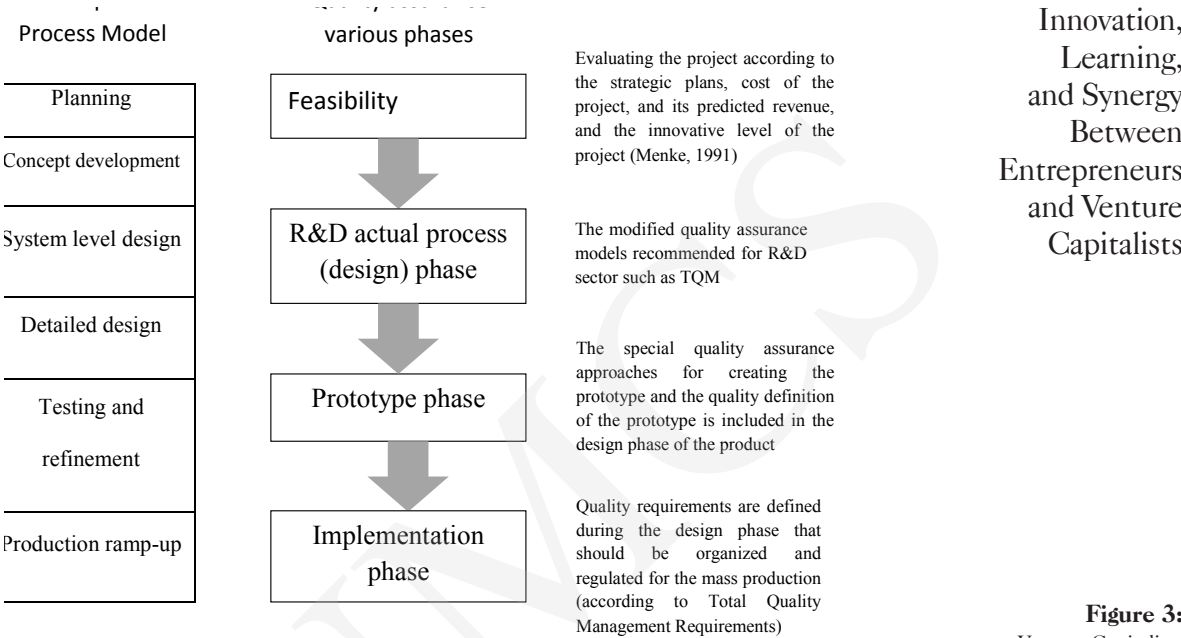 Process Model
Planning
Concept development
System level design
Detailed design
Testing and
refinement
Production ramp-up
various phases
Feasibility
R&D actual process
(design) phase
Prototype phase
Implementation
phase
Evaluating the project according to
the strategic plans, cost of the
project, and its predicted revenue,
and the innovative level of the
project (Menke, 1991)
The modified quality assurance
models recommended for R&D
sector such as TQM
The special quality assurance
approaches for creating the
prototype and the quality definition
of the prototype is included in the
design phase of the product
Quality requirements are defined
during the design phase that
should be organized and
regulated for the mass production
(according to Total Quality
Management Requirements)
Innovation,
Learning,
and Synergy
Between
Entrepreneurs
and Venture
Capitalists
Figure 3: